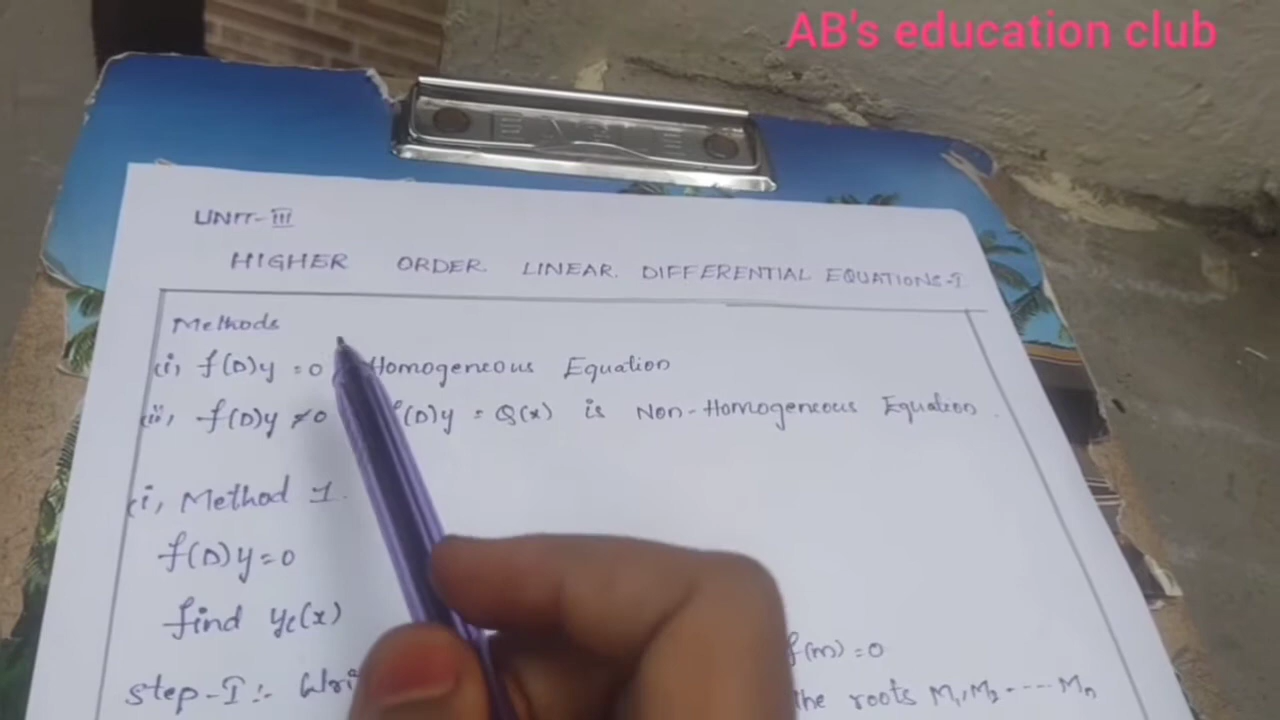 AB's education club
UNIT-III
HIGHER ORDER. LINEAR. DIFFERENTIAL EQUATIONS-I
Methods
(i), f(D)y = 0 Homogeneous Equation
(ii), f(D)y ≠ 0 f(D)y = Q(x) is Non-Homogeneous Equation.
(i), Method 1.
f(D)y=0
find yc(x)
f(m) = 0
Step-I:- the roots M1, M2 ---- Mn